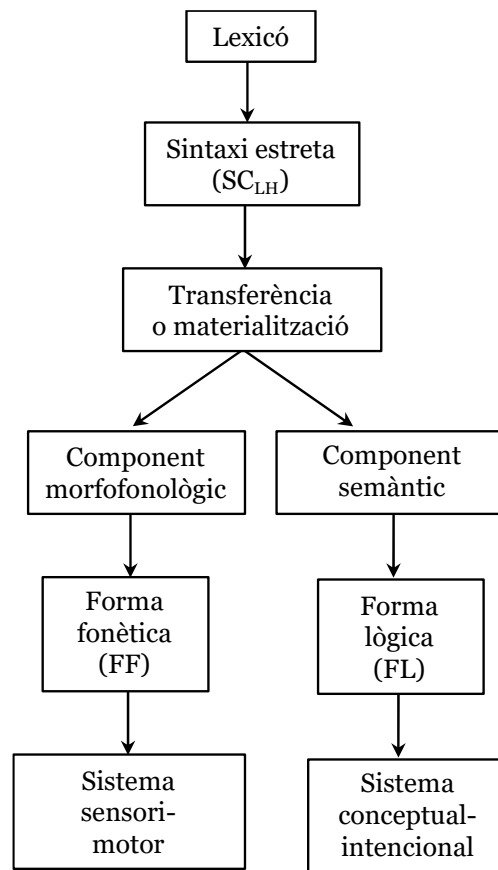 Lexicó
Sintaxi estreta
(SC_LH)
Transferència
o materialització
Component
morfofonològic
Component
semàntic
Forma
fonètica
(FF)
Forma
lògica
(FL)
Sistema
sensori-
motor
Sistema
conceptual-
intencional